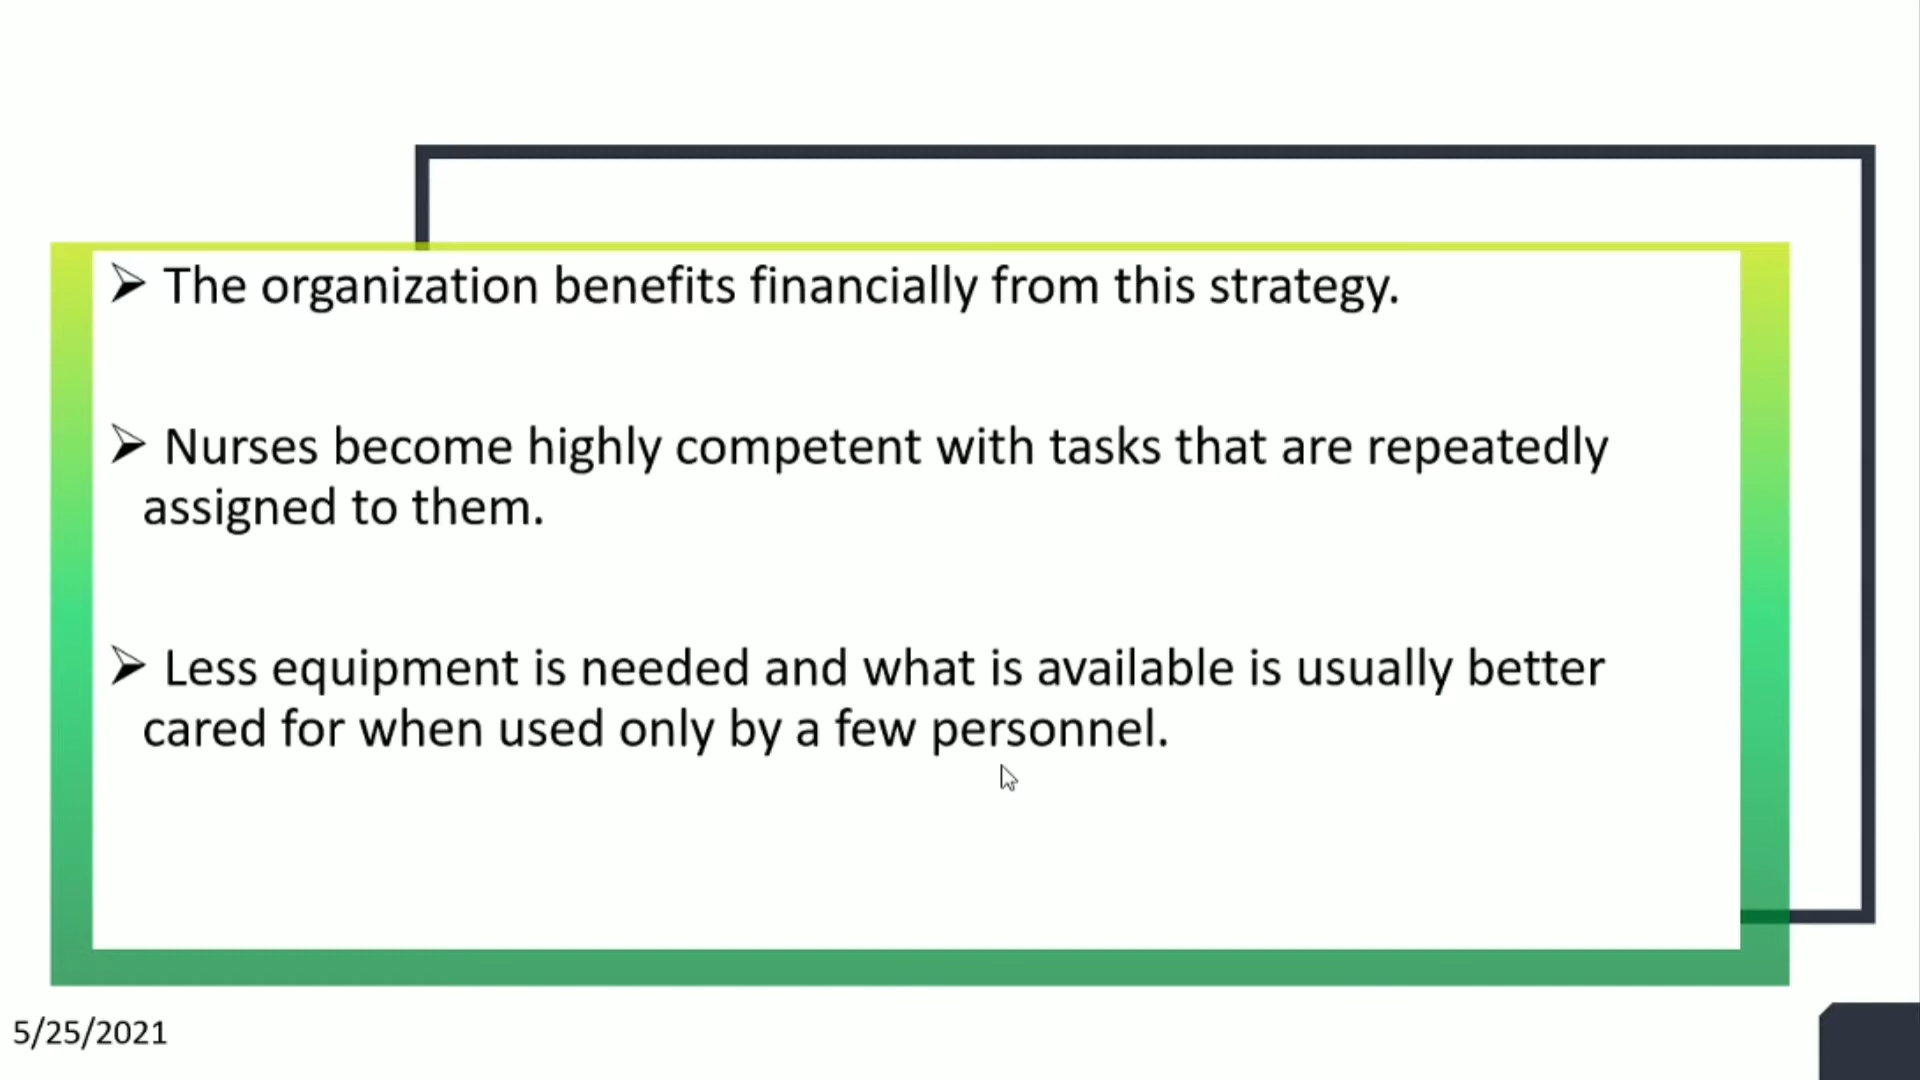 ➢ The organization benefits financially from this strategy.
➢ Nurses become highly competent with tasks that are repeatedly
assigned to them.
➢ Less equipment is needed and what is available is usually better
cared for when used only by a few personnel.
5/25/2021